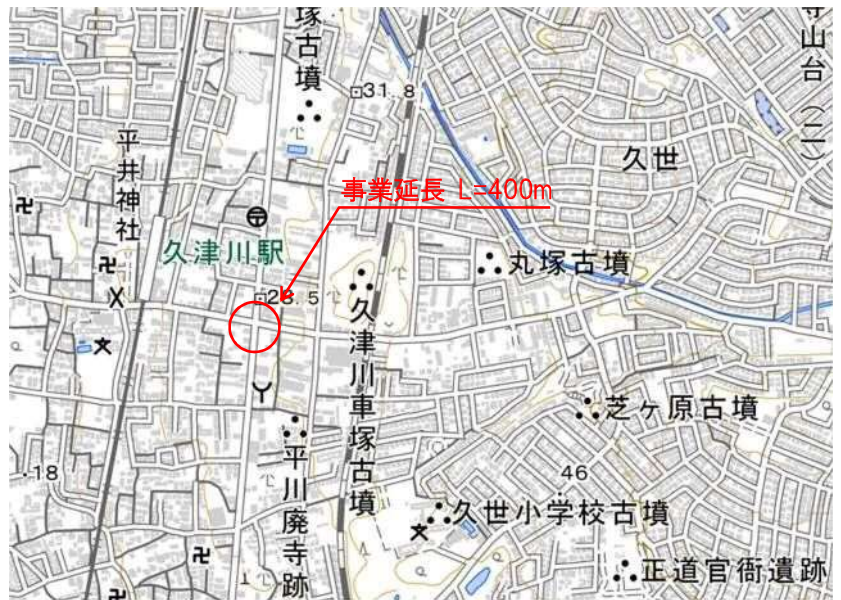 塚古墳
31.8
寺山台(二)
久世
平井神社
事業延長 L=400m
久津川駅
丸塚古墳
23.5
久津川車塚古墳
芝ヶ原古墳
平川廃寺跡
・18
46
久世小学校古墳
正道官衙遺跡